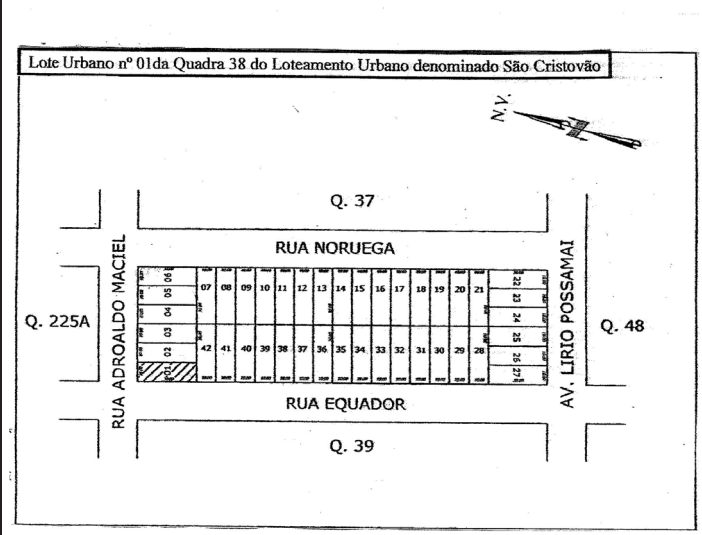 Lote Urbano nº 01da Quadra 38 do Loteamento Urbano denominado São Cristovão
N.V.
Q. 37
RUA NORUEGA
RUA ADROALDO MACIEL
AV. LIRIO POSSAMAI
Q. 225A
Q. 48
06
05
04
03
02
01
07 08 09 10 11 12 13 14 15 16 17 18 19 20 21
42 41 40 39 38 37 36 35 34 33 32 31 30 29 28
22
23
24
25
26
27
RUA EQUADOR
Q. 39